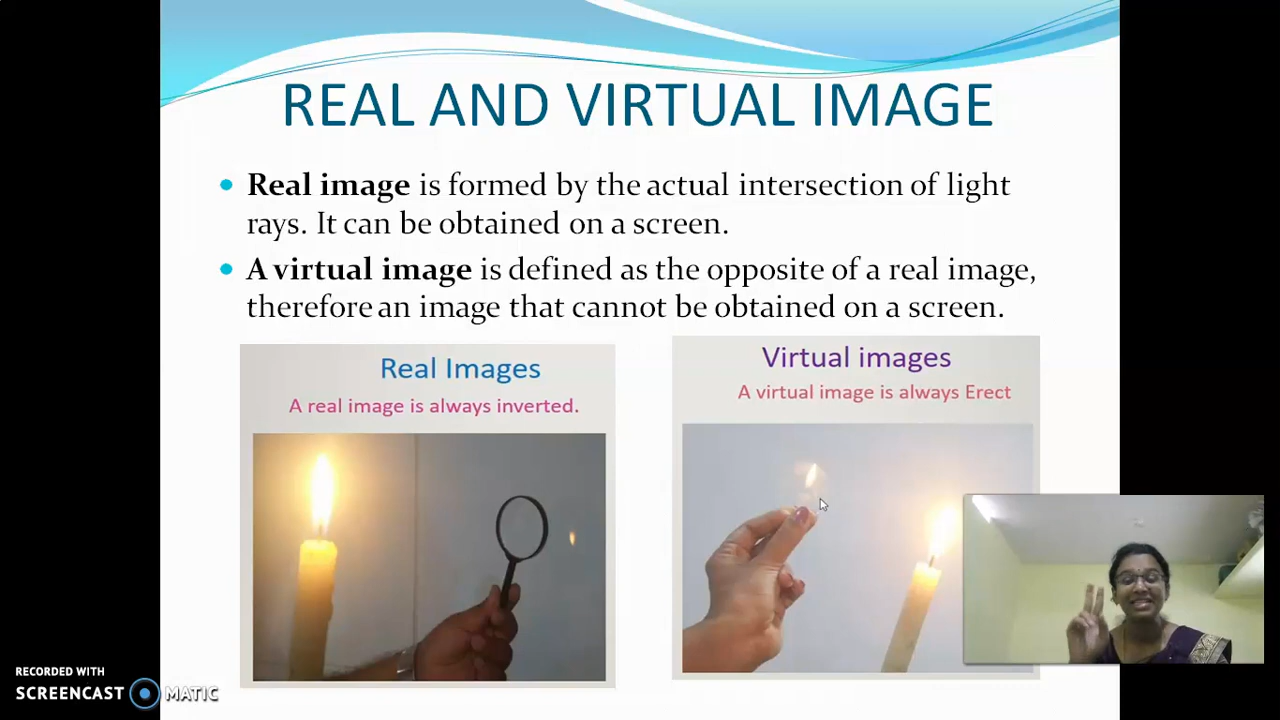 REAL AND VIRTUAL IMAGE
• Real image is formed by the actual intersection of light
rays. It can be obtained on a screen.
• A virtual image is defined as the opposite of a real image,
therefore an image that cannot be obtained on a screen.
Real Images
A real image is always inverted.
Virtual images
A virtual image is always Erect
RECORDED WITH
SCREENCAST MATIC